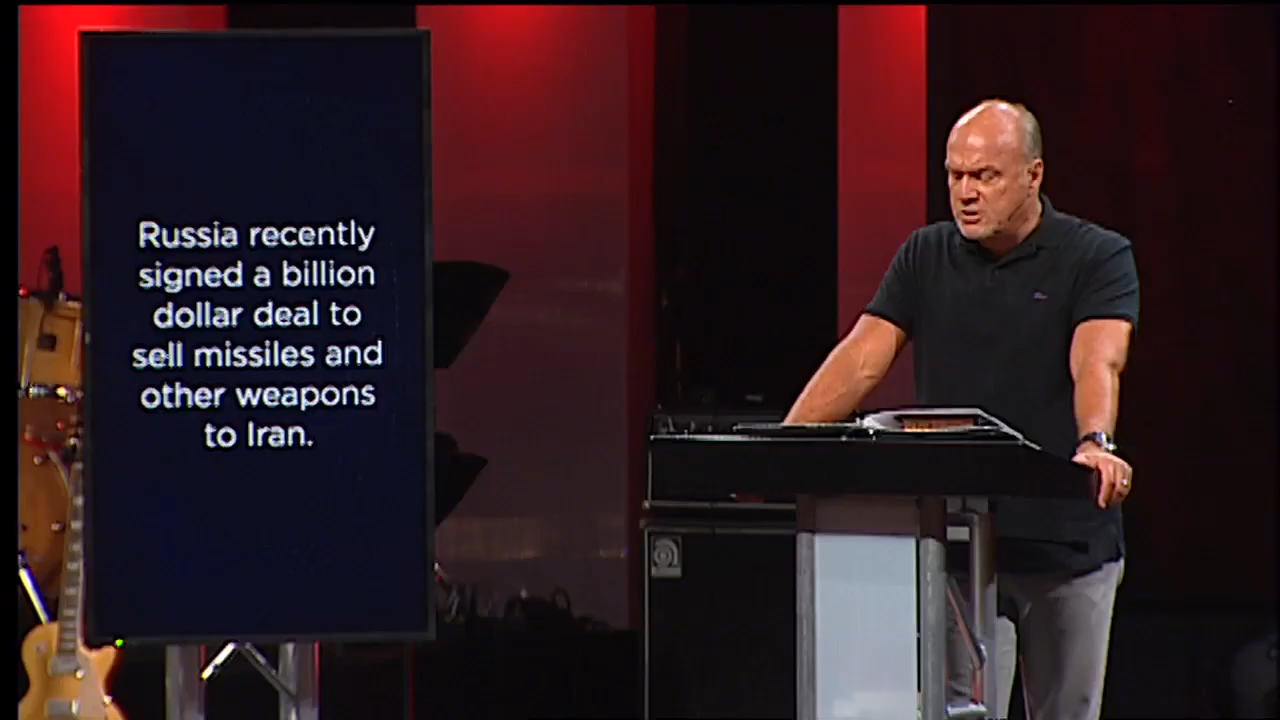 Russia recently
signed a billion
dollar deal to
sell missiles and
other weapons
to Iran.